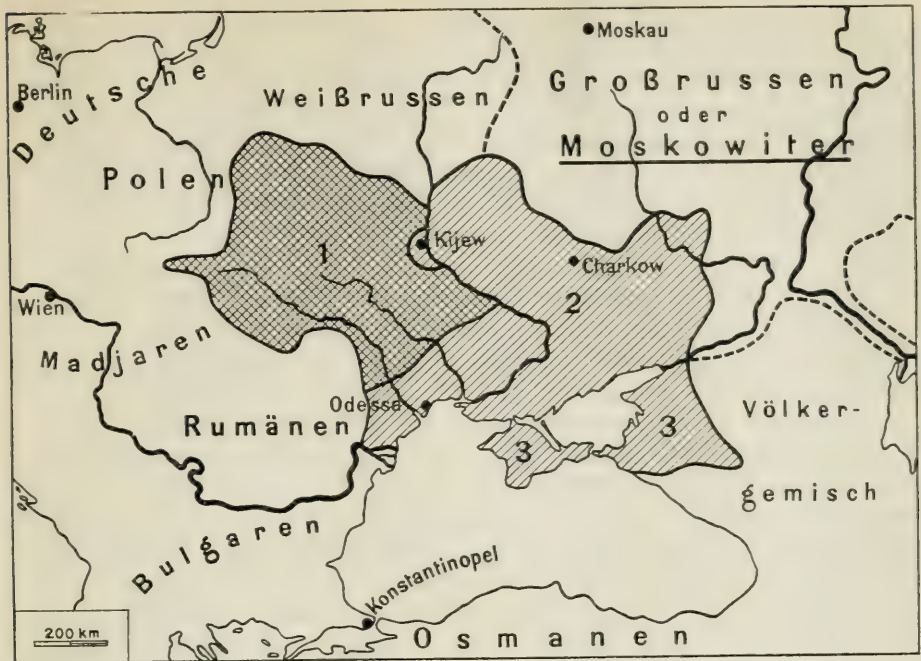 Moskau
Deutsche
Berlin
Weißrussen
Großrussen
oder
Moskowiter
Polen
1
Kijew
Charkow
2
Wien
Madjaren
Odessa
Rumänen
3
3
Völker-
gemisch
Bulgaren
Konstantinopel
Osmanen
200 km